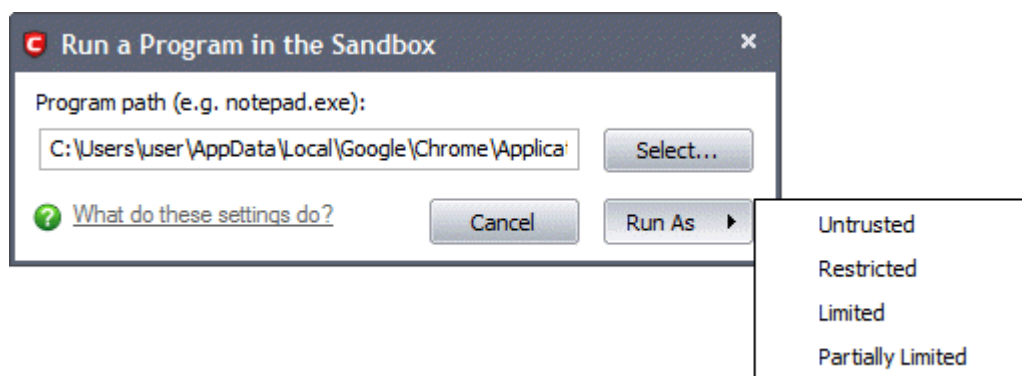 Run a Program in the Sandbox
Program path (e.g. notepad.exe):
C:\Users\user\AppData\Local\Google\Chrome\Applicat
Select...
What do these settings do?
Cancel
Run As
Untrusted
Restricted
Limited
Partially Limited